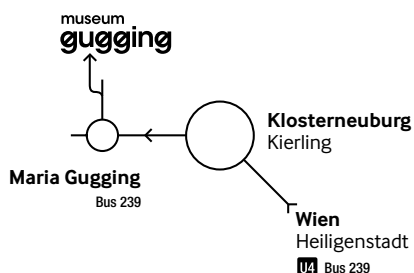 museum
gugging
Klosterneuburg
Kierling
Maria Gugging
Bus 239
Wien
Heiligenstadt
U4 Bus 239